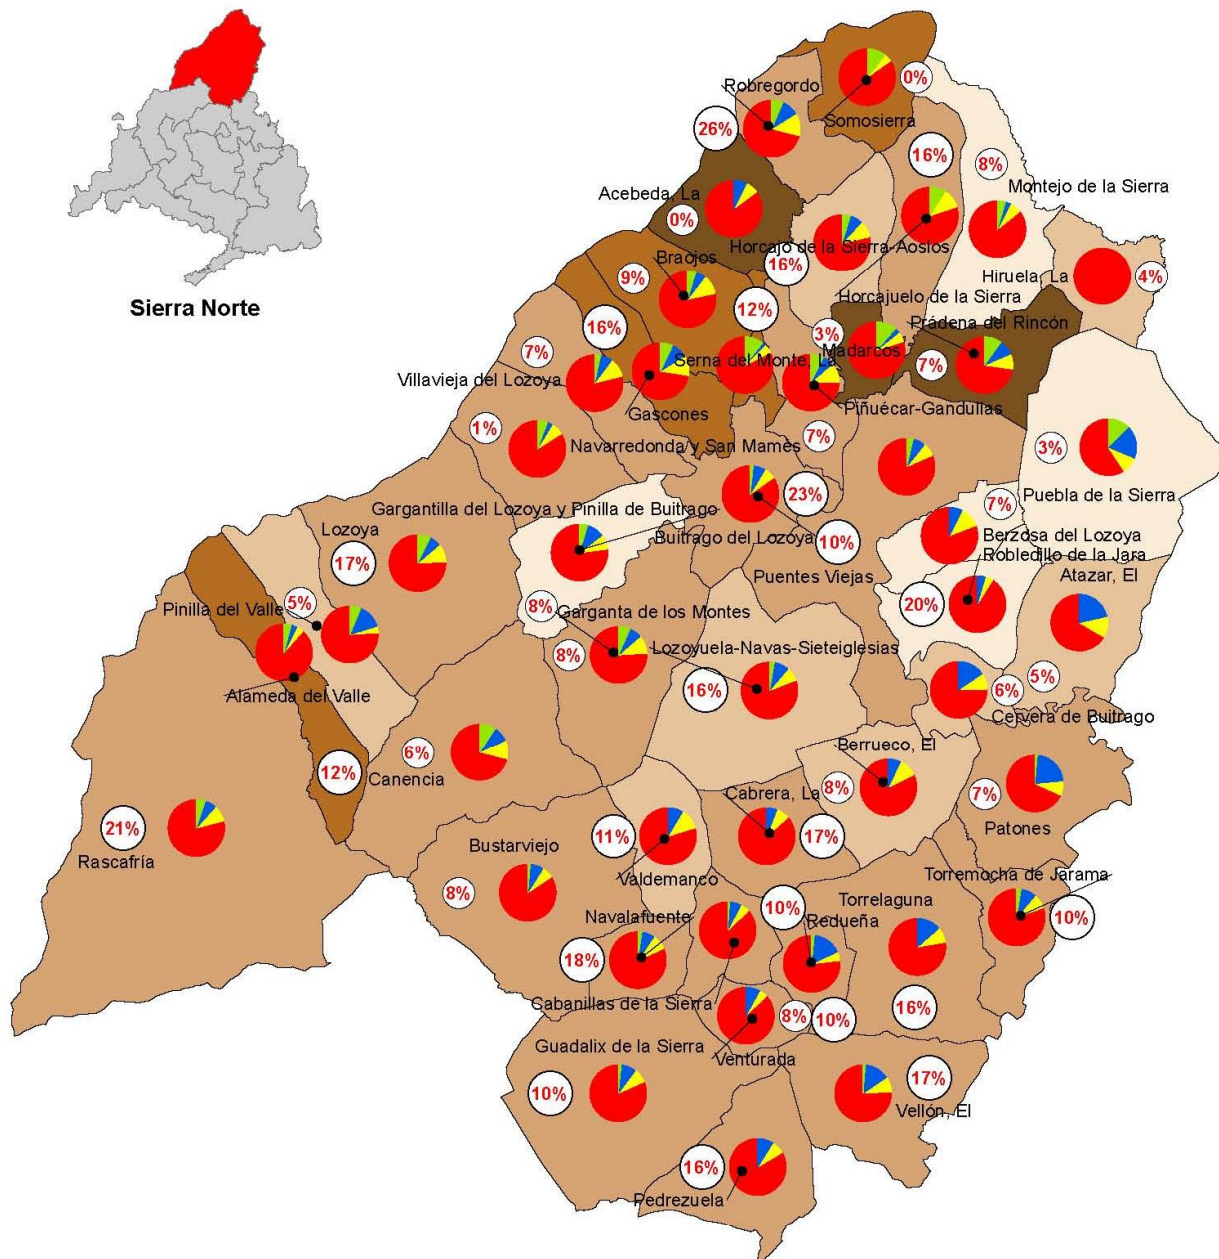 Robregordo
0%
Somosierra
26%
16%
8%
Montejo de la Sierra
Acebeda, La
0%
Horcajo de la Sierra-Aoslos
Braojos
16%
Hiruela, La
4%
Sierra Norte
9%
Horcajuelo de la Sierra
12%
Prádena del Rincón
16%
3%
Madarcos
7%
Serna del Monte, La
7%
Villavieja del Lozoya
Gascones
Piñuécar-Gandullas
1%
Navarredonda y San Mamés
7%
3%
Puebla de la Sierra
23%
Gargantilla del Lozoya y Pinilla de Buitrago
7%
Lozoya
Buitrago del Lozoya
10%
Berzosa del Lozoya
Robledillo de la Jara
17%
Puentes Viejas
Atazar, El
5%
Pinilla del Valle
8%
Garganta de los Montes
20%
8%
Lozoyuela-Navas-Sieteiglesias
5%
Alameda del Valle
16%
6%
Cervera de Buitrago
Berrueco, El
6%
Canencia
12%
8%
Cabrera, La
7%
Patones
21%
Rascafría
11%
17%
Bustarviejo
Valdemanco
Torremocha de Jarama
8%
Navalafuente
10%
Redueña
Torrelaguna
10%
18%
Cabanillas de la Sierra
8%
10%
16%
Guadalix de la Sierra
Venturada
17%
10%
Vellón, El
16%
Pedrezuela